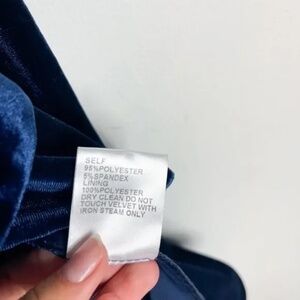 SELF
95%POLYESTER
5%SPANDEX
LINING
100%POLYESTER
DRY CLEAN DO NOT
TOUCH VELVET WITH
IRON STEAM ONLY